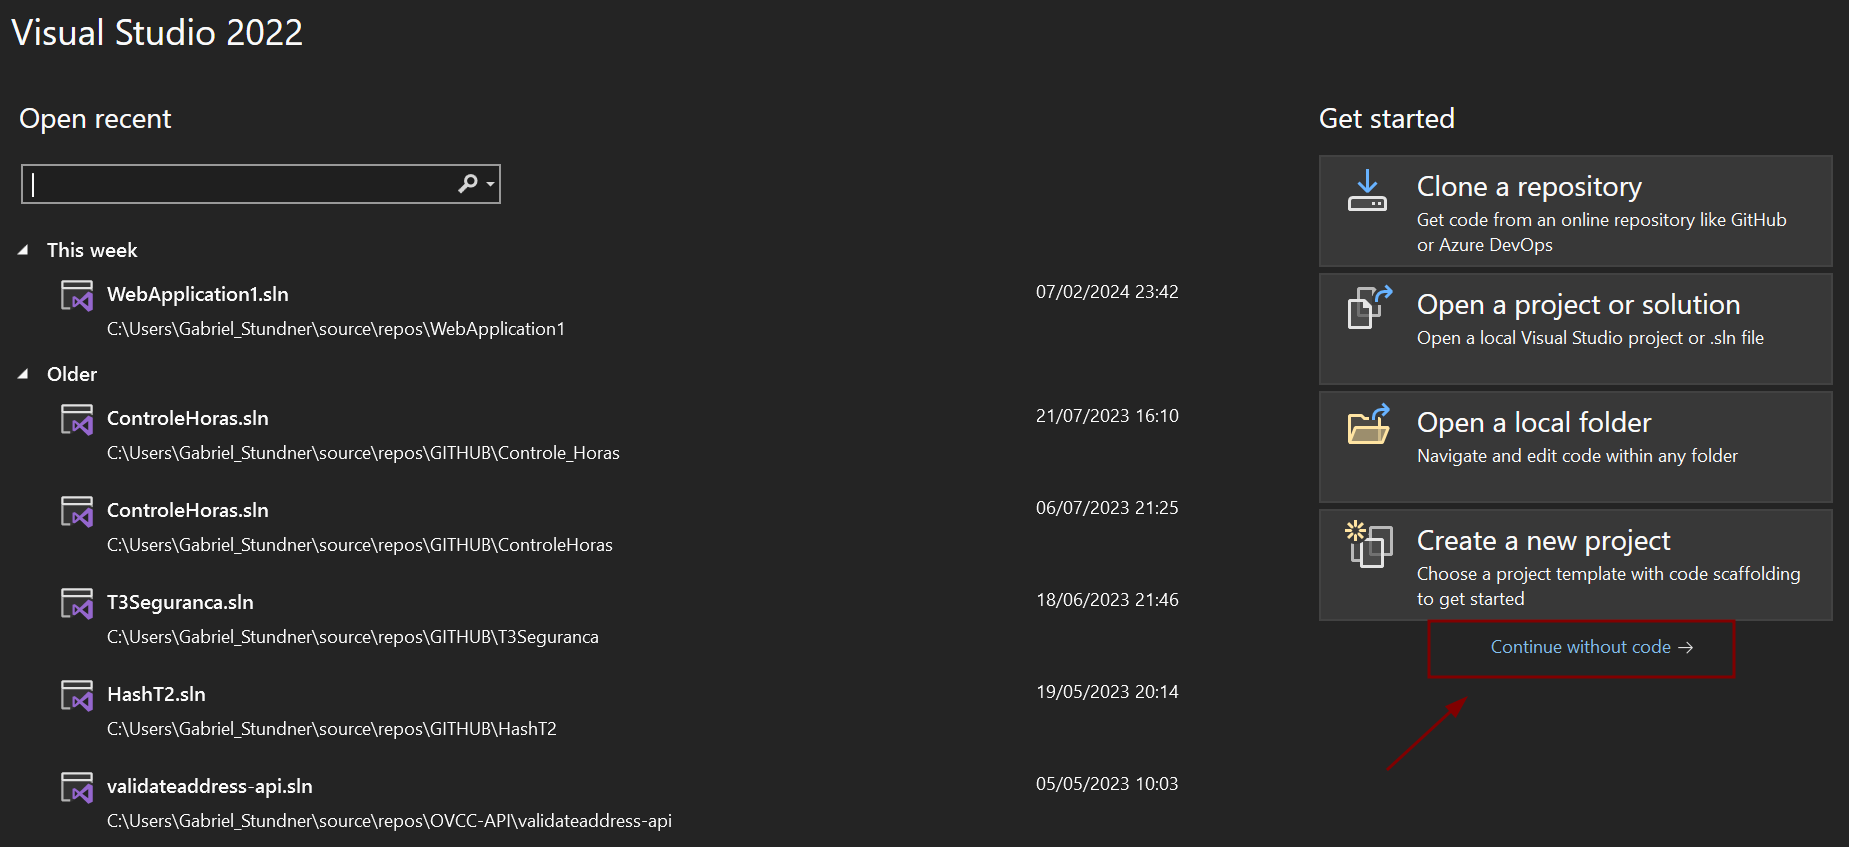 Visual Studio 2022
Open recent
This week
WebApplication1.sln
07/02/2024 23:42
C:\Users\Gabriel_Stundner\source\repos\WebApplication1
Older
ControleHoras.sln
21/07/2023 16:10
C:\Users\Gabriel_Stundner\source\repos\GITHUB\Controle_Horas
ControleHoras.sln
06/07/2023 21:25
C:\Users\Gabriel_Stundner\source\repos\GITHUB\ControleHoras
T3Seguranca.sln
18/06/2023 21:46
C:\Users\Gabriel_Stundner\source\repos\GITHUB\T3Seguranca
HashT2.sln
19/05/2023 20:14
C:\Users\Gabriel_Stundner\source\repos\GITHUB\HashT2
validateaddress-api.sln
05/05/2023 10:03
C:\Users\Gabriel_Stundner\source\repos\OVCC-API\validateaddress-api
Get started
Clone a repository
Get code from an online repository like GitHub
or Azure DevOps
Open a project or solution
Open a local Visual Studio project or .sln file
Open a local folder
Navigate and edit code within any folder
Create a new project
Choose a project template with code scaffolding
to get started
Continue without code →